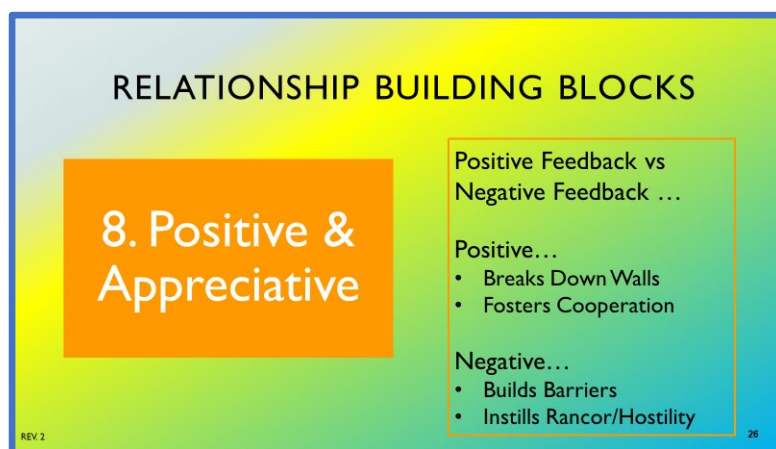 RELATIONSHIP BUILDING BLOCKS
8. Positive &
Appreciative
Positive Feedback vs
Negative Feedback …
Positive…
• Breaks Down Walls
• Fosters Cooperation
Negative…
• Builds Barriers
• Instills Rancor/Hostility
REV. 2
26